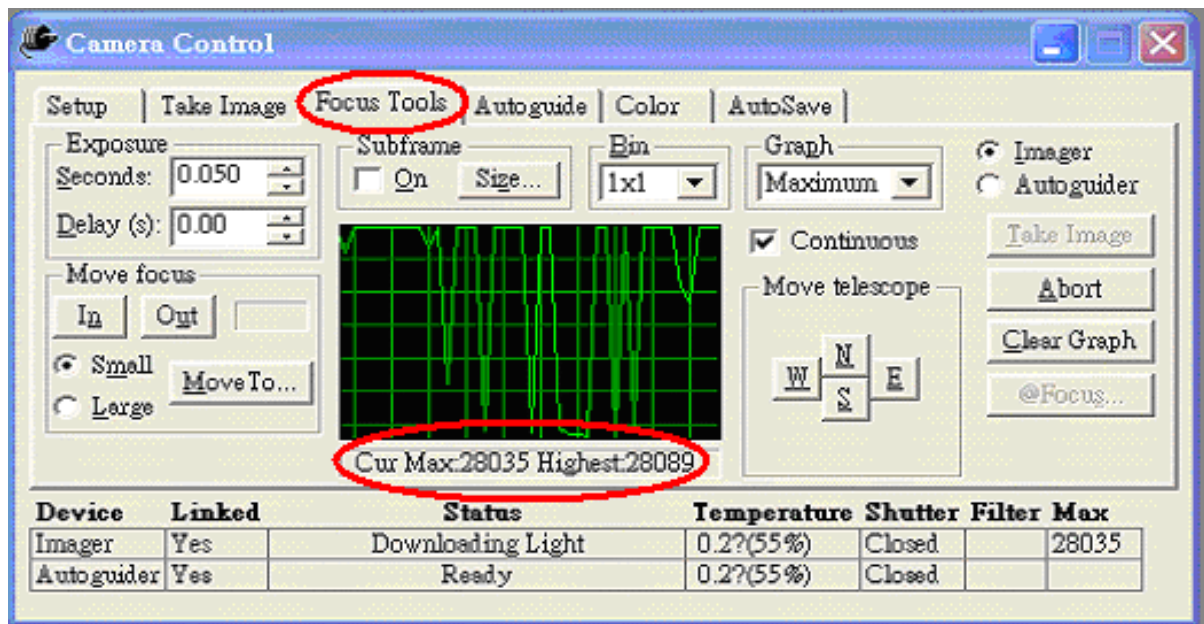 Camera Control
Setup Take Image Focus Tools Autoguide Color AutoSave
Exposure
Seconds: 0.050
Delay (s): 0.00
Subframe
On Size...
Bin
1x1
Graph
Maximum
Imager
Autoguider
Continuous
Take Image
Move focus
In Out
Small
Large
MoveTo...
Move telescope
N
W E
S
Abort
Clear Graph
@Focus...
Cur Max:28035 Highest:28089
Device Linked Status Temperature Shutter Filter Max
Imager Yes Downloading Light 0.2?(55%) Closed 28035
Autoguider Yes Ready 0.2?(55%) Closed